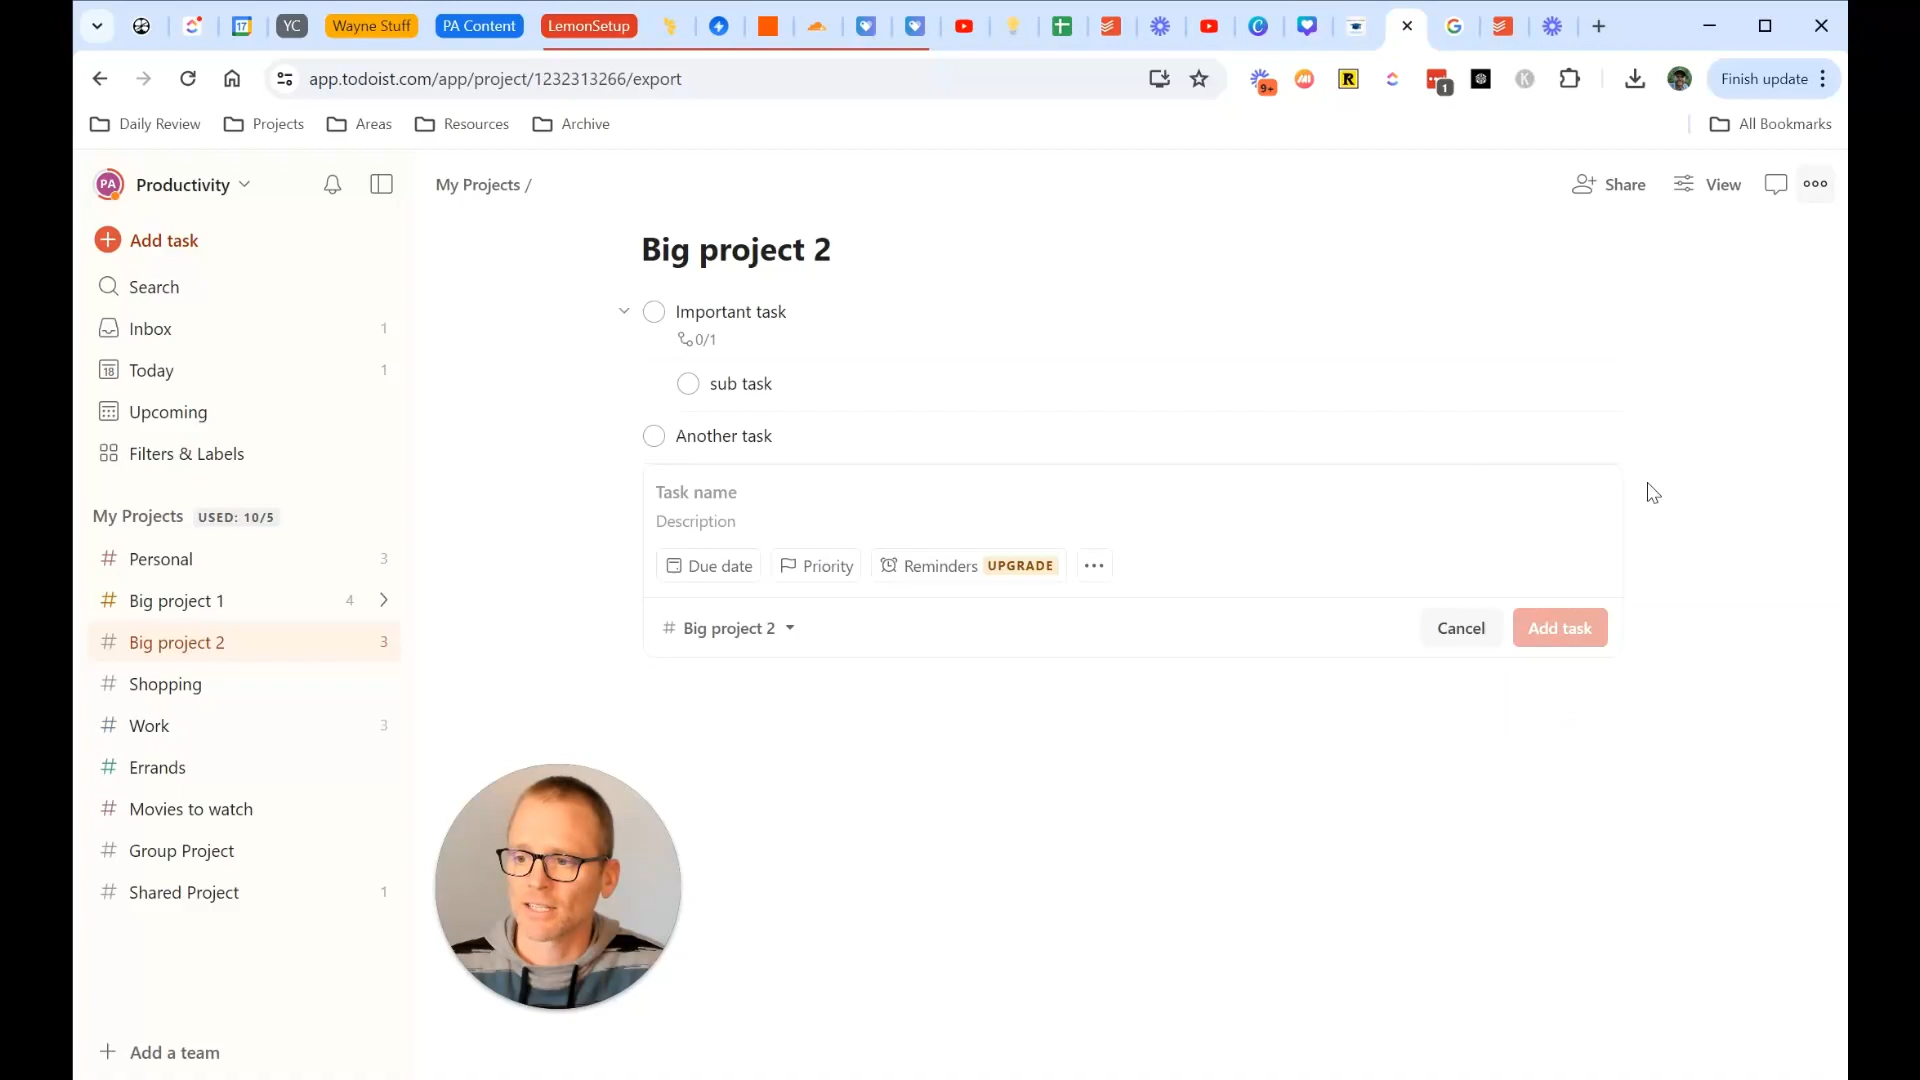 YC
Wayne Stuff
PA Content
LemonSetup
app.todoist.com/app/project/1232313266/export
9+
1
Finish update
Daily Review
Projects
Areas
Resources
Archive
All Bookmarks
PA
Productivity
My Projects /
Share
View
Add task
Search
Inbox 1
18
Today 1
Upcoming
Filters & Labels
My Projects USED: 10/5
# Personal 3
# Big project 1 4
# Big project 2 3
# Shopping
# Work 3
# Errands
# Movies to watch
# Group Project
# Shared Project 1
+ Add a team
Big project 2
Important task
0/1
sub task
Another task
Task name
Description
Due date
Priority
Reminders UPGRADE
# Big project 2
Cancel
Add task